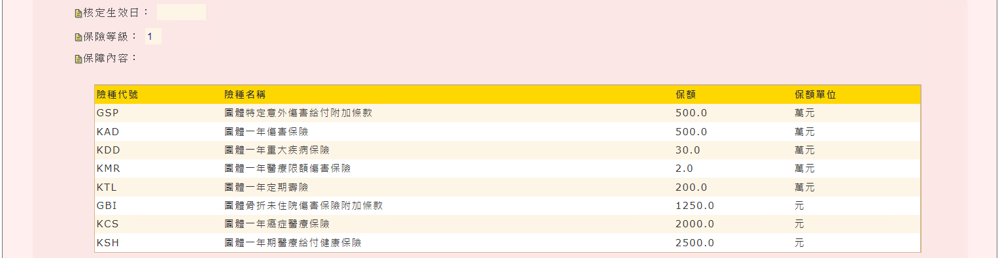 核定生效日：
保險等級： 1
保障內容：
險種代號 險種名稱 保額 保額單位
GSP 團體特定意外傷害給付附加條款 500.0 萬元
KAD 團體一年傷害保險 500.0 萬元
KDD 團體一年重大疾病保險 30.0 萬元
KMR 團體一年醫療限額傷害保險 2.0 萬元
KTL 團體一年定期壽險 200.0 萬元
GBI 團體骨折未住院傷害保險附加條款 1250.0 元
KCS 團體一年癌症醫療保險 2000.0 元
KSH 團體一年期醫療給付健康保險 2500.0 元